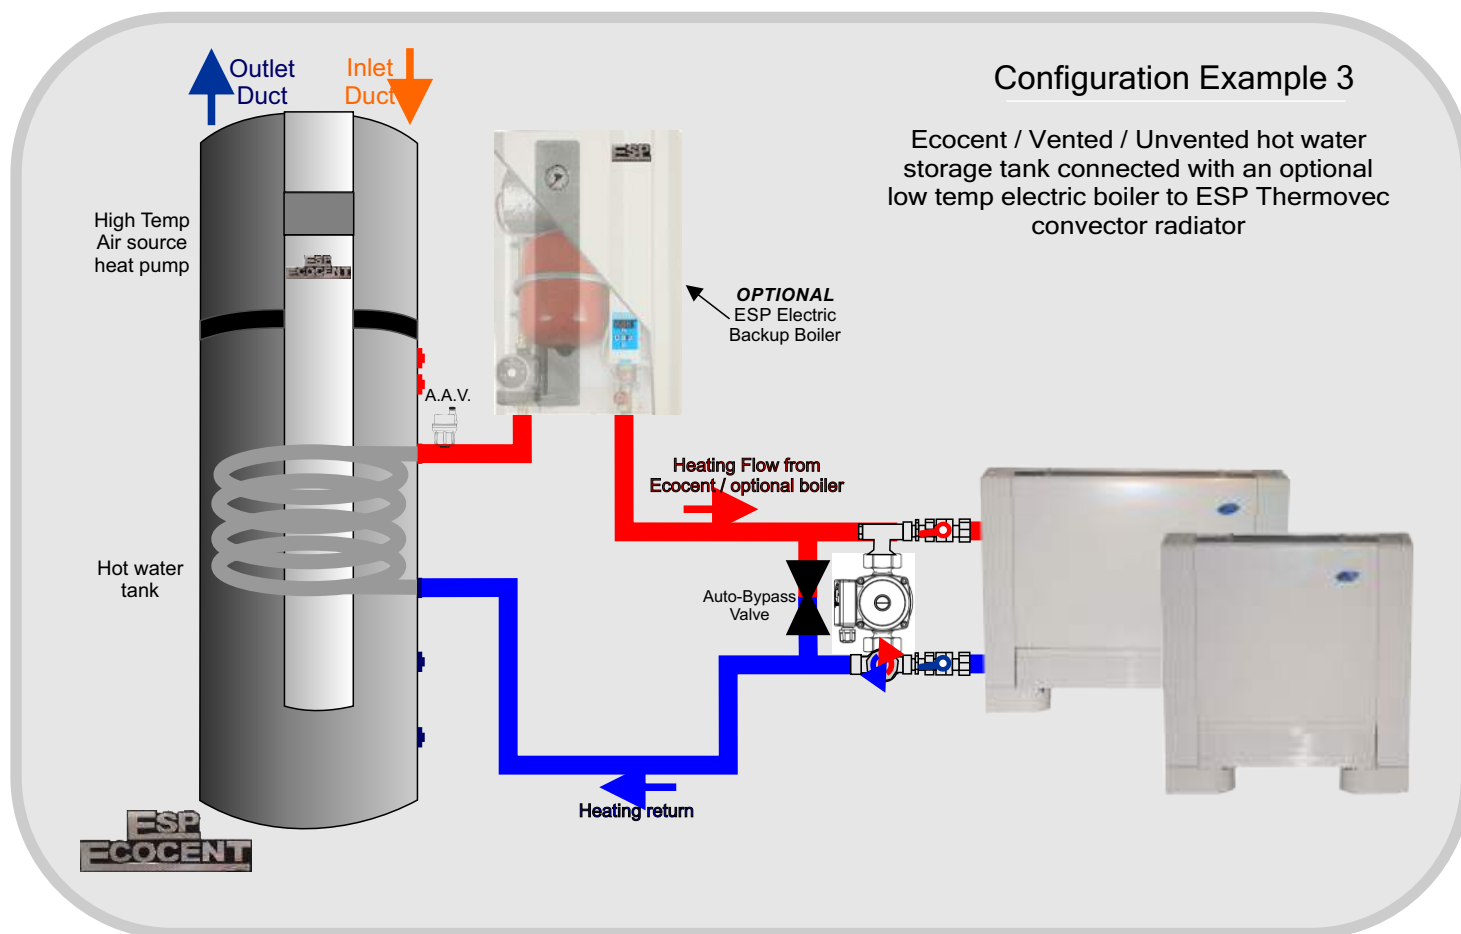 Outlet
Duct
Inlet
Duct
Configuration Example 3
Ecocent / Vented / Unvented hot water
storage tank connected with an optional
low temp electric boiler to ESP Thermovec
convector radiator
High Temp
Air source
heat pump
ESP
ECOCENT
ESP
OPTIONAL
ESP Electric
Backup Boiler
A.A.V.
Heating Flow from
Ecocent / optional boiler
Hot water
tank
Auto-Bypass
Valve
Heating return
ESP
ECOCENT